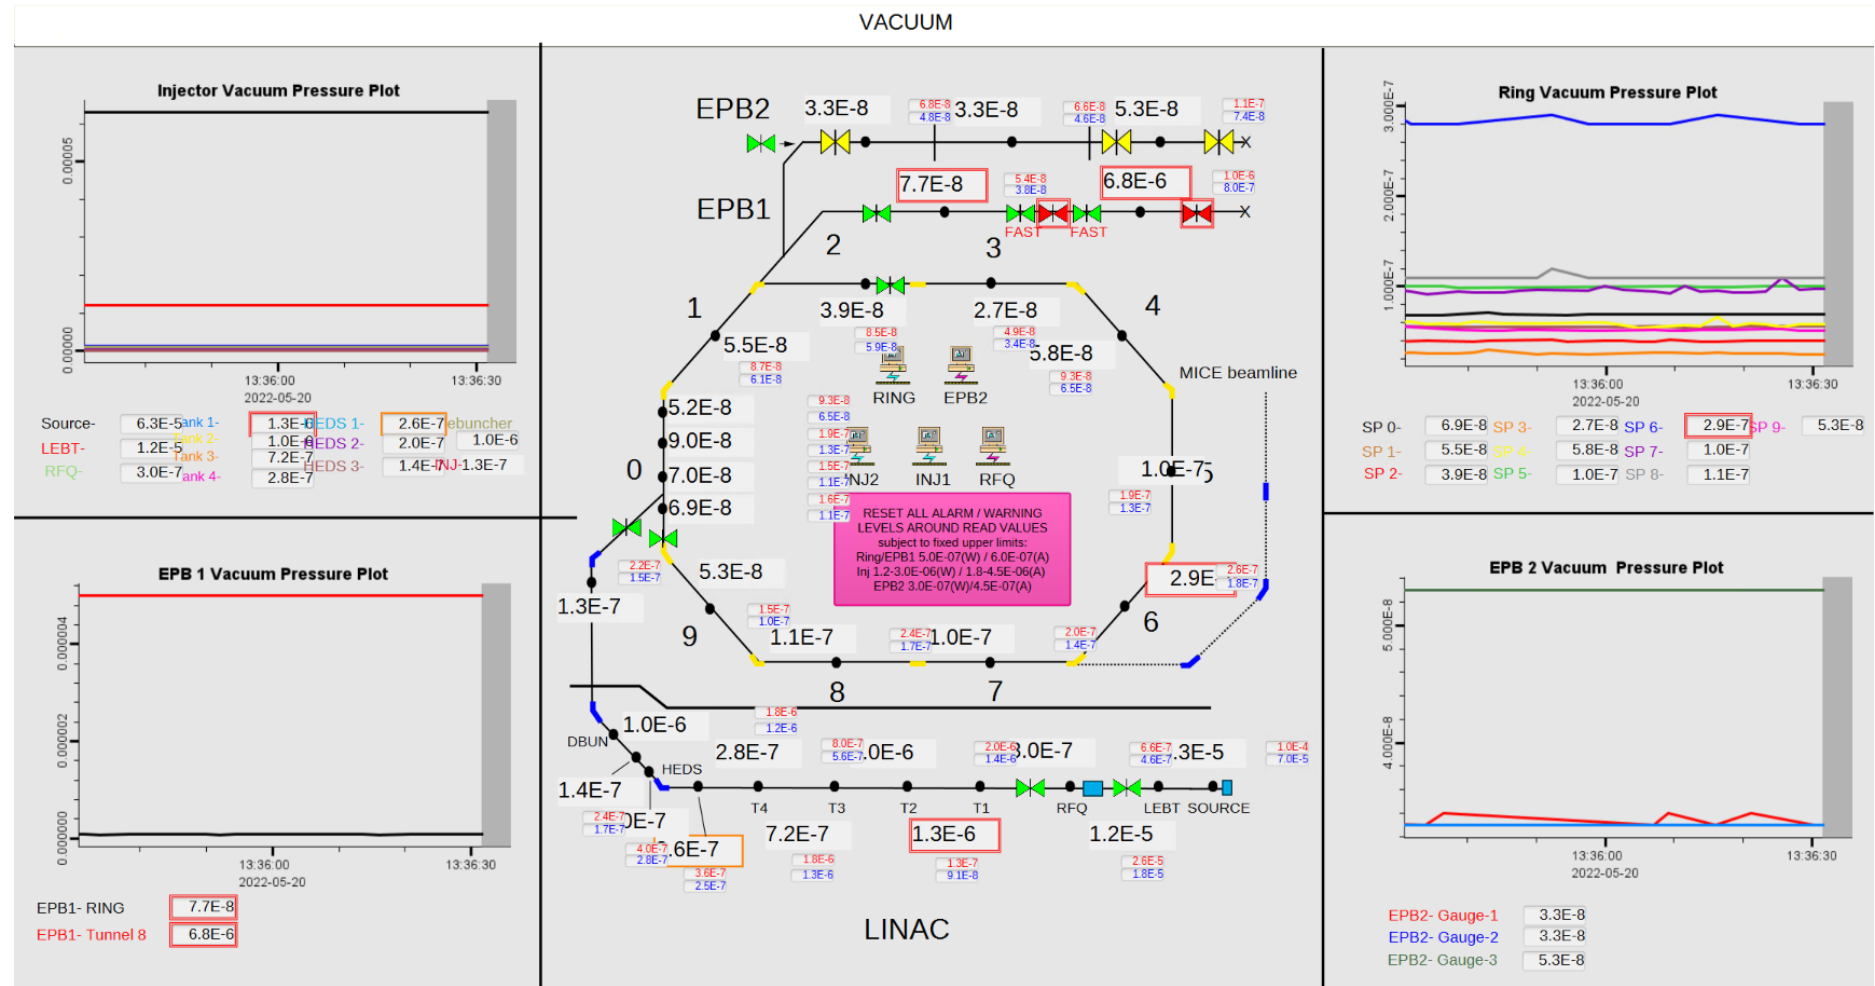 VACUUM
Injector Vacuum Pressure Plot
0.00005
0.00000
13:36:00
13:36:30
2022-05-20
Source-
6.3E-5
ank 1-
1.3E-6
HEDS 1-
2.6E-7
ebuncher
LEBT-
1.2E-5
Tank 2-
1.0E-6
HEDS 2-
2.0E-7
1.0E-6
RFQ-
3.0E-7
Tank 3-
7.2E-7
HEDS 3-
1.4E-7
INJ-
1.3E-7
ank 4-
2.8E-7
EPB 1 Vacuum Pressure Plot
0.000004
0.000002
0.000000
13:36:00
13:36:30
2022-05-20
EPB1- RING
7.7E-8
EPB1- Tunnel 8
6.8E-6
EPB2
3.3E-8
6.8E-8
4.8E-8
3.3E-8
6.6E-8
4.6E-8
5.3E-8
1.1E-7
7.4E-8
X
EPB1
7.7E-8
5.4E-8
3.8E-8
6.8E-6
1.0E-6
8.0E-7
X
FAST
FAST
2
3
1
4
3.9E-8
2.7E-8
8.5E-8
5.9E-8
4.9E-8
3.4E-8
5.5E-8
8.7E-8
6.1E-8
5.8E-8
9.3E-8
6.5E-8
RING
EPB2
MICE beamline
5.2E-8
9.3E-8
6.5E-8
9.0E-8
1.9E-7
1.3E-7
0
7.0E-8
1.5E-7
1.1E-7
INJ2
INJ1
RFQ
1.0E-7
1.9E-7
1.3E-7
6.9E-8
1.6E-7
1.1E-7
RESET ALL ALARM / WARNING
LEVELS AROUND READ VALUES
subject to fixed upper limits:
Ring/EPB1 5.0E-07(W) / 6.0E-07(A)
Inj 1.2-3.0E-06(W) / 1.8-4.5E-06(A)
EPB2 3.0E-07(W)/4.5E-07(A)
2.2E-7
1.5E-7
5.3E-8
2.9E-
2.6E-7
1.8E-7
1.3E-7
1.5E-7
1.0E-7
9
6
1.1E-7
2.4E-7
1.7E-7
1.0E-7
2.0E-7
1.4E-7
8
7
1.0E-6
1.8E-6
1.2E-6
DBUN
2.8E-7
8.0E-7
5.6E-7
.0E-6
2.0E-6
1.4E-6
3.0E-7
6.6E-7
4.6E-7
.3E-5
1.0E-4
7.0E-5
HEDS
1.4E-7
T4
T3
T2
T1
RFQ
LEBT
SOURCE
2.4E-7
1.7E-7
0E-7
7.2E-7
1.3E-6
1.2E-5
4.0E-7
2.8E-7
.6E-7
1.8E-6
1.3E-6
1.3E-7
9.1E-8
2.6E-5
1.8E-5
3.6E-7
2.5E-7
LINAC
Ring Vacuum Pressure Plot
3.000E-7
2.000E-7
1.000E-7
13:36:00
13:36:30
2022-05-20
SP 0-
6.9E-8
SP 3-
2.7E-8
SP 6-
2.9E-7
SP 9-
5.3E-8
SP 1-
5.5E-8
SP 4-
5.8E-8
SP 7-
1.0E-7
SP 2-
3.9E-8
SP 5-
1.0E-7
SP 8-
1.1E-7
EPB 2 Vacuum Pressure Plot
5.000E-8
4.000E-8
13:36:00
13:36:30
2022-05-20
EPB2- Gauge-1
3.3E-8
EPB2- Gauge-2
3.3E-8
EPB2- Gauge-3
5.3E-8